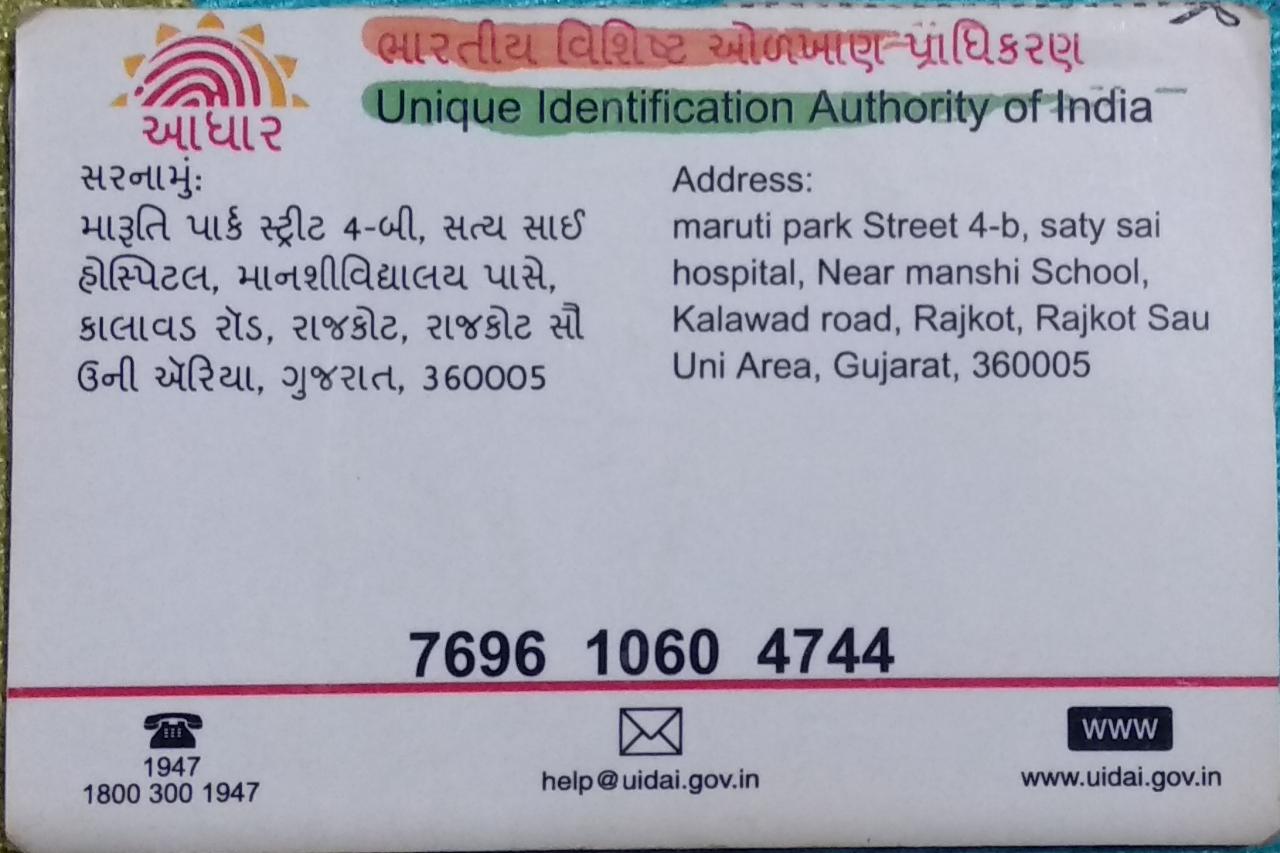 ભારતીય વિશિષ્ટ ઓળખાણ પ્રાધિકરણ
Unique Identification Authority of India
આધાર
સરનામું:
મારૂતિ પાર્ક સ્ટ્રીટ 4-બી, સત્ય સાઈ
હોસ્પિટલ, માનશીવિદ્યાલય પાસે,
કાલાવડ રૉડ, રાજકોટ, રાજકોટ સૌ
ઉની ઍરિયા, ગુજરાત, 360005
Address:
maruti park Street 4-b, saty sai
hospital, Near manshi School,
Kalawad road, Rajkot, Rajkot Sau
Uni Area, Gujarat, 360005
7696 1060 4744
1947
1800 300 1947
help@uidai.gov.in
www
www.uidai.gov.in